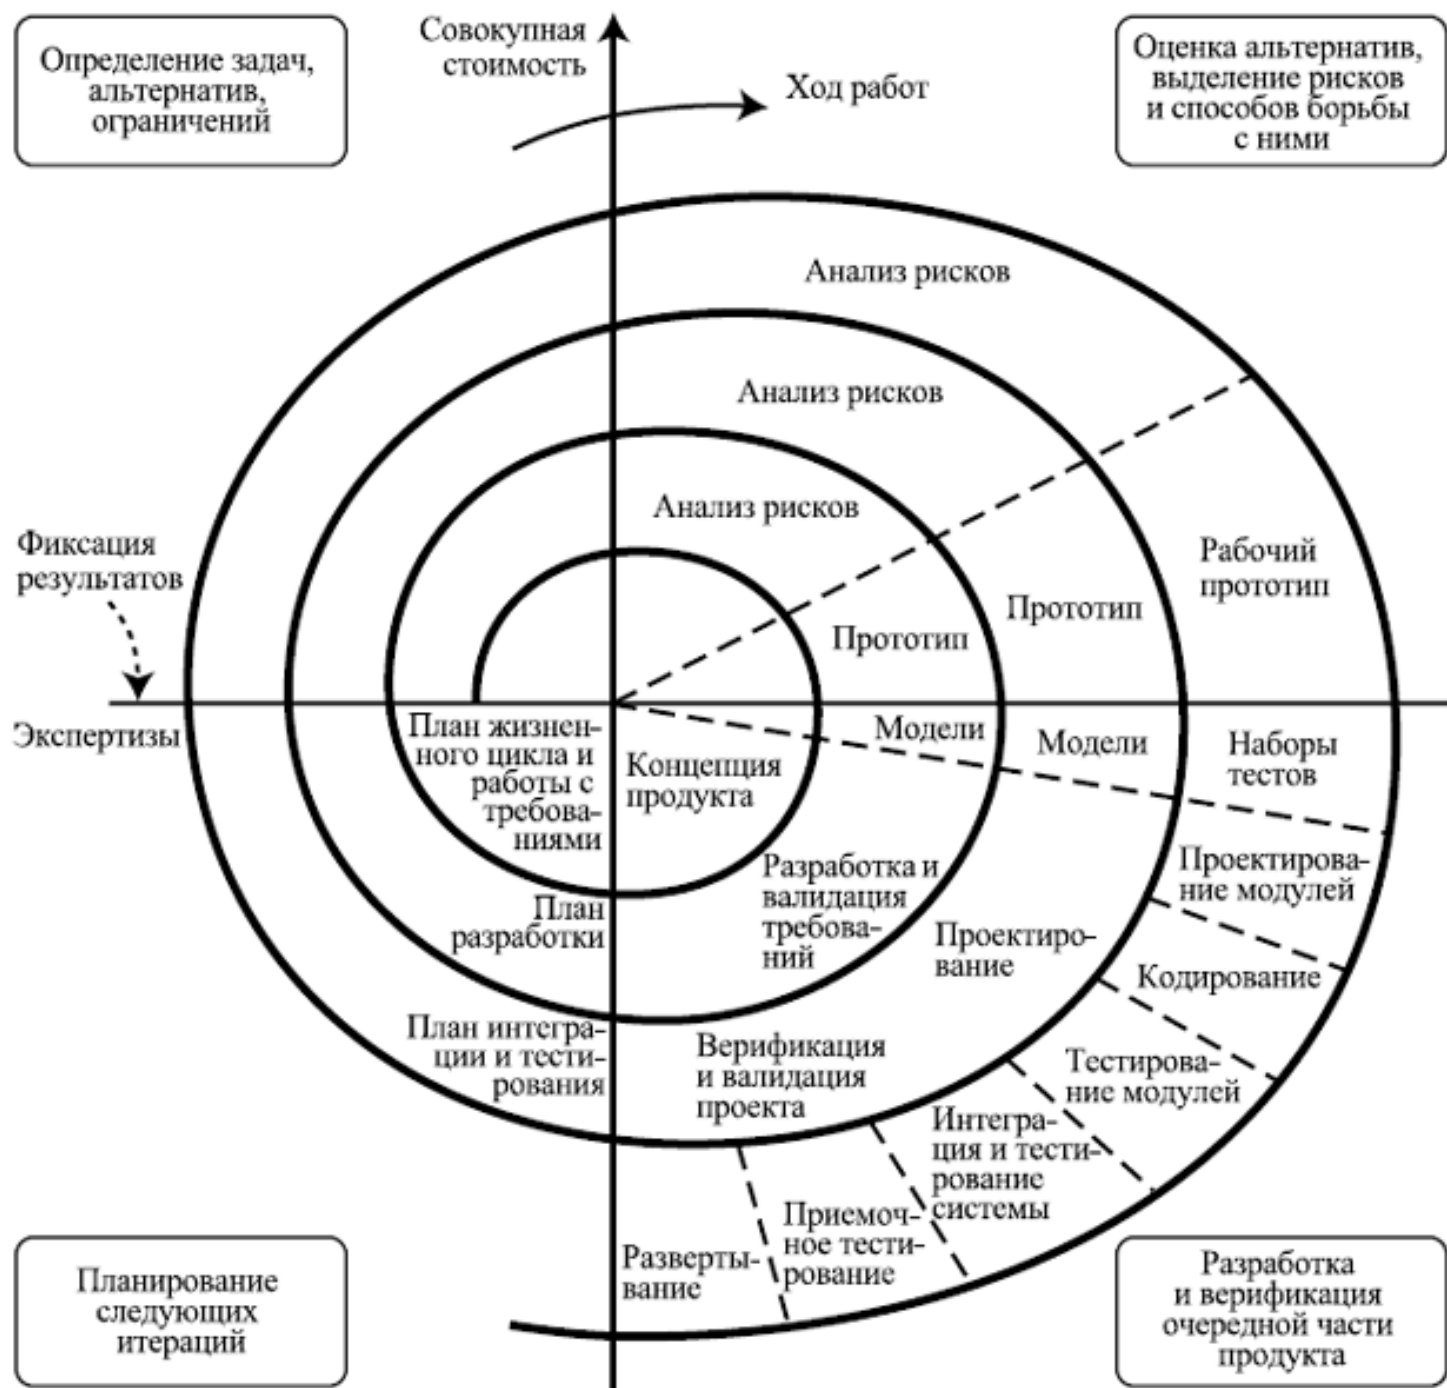 Определение задач,
альтернатив,
ограничений
Совокупная
стоимость
Ход работ
Оценка альтернатив,
выделение рисков
и способов борьбы
с ними
Анализ рисков
Анализ рисков
Анализ рисков
Фиксация
результатов
Экспертизы
Рабочий
прототип
Прототип
Прототип
План жизнен-
ного цикла и
работы с
требова-
ниями
Концепция
продукта
Модели
Модели
Наборы
тестов
План
разработки
Разработка и
валидация
требова-
ний
Проектиро-
вание
Проектирова-
ние модулей
Кодирование
План интегра-
ции и тести-
рования
Верификация
и валидация
проекта
Тестирова-
ние модулей
Интегра-
ция и тести-
рование
системы
Приемоч-
ное тести-
рование
Разверты-
вание
Планирование
следующих
итераций
Разработка
и верификация
очередной части
продукта